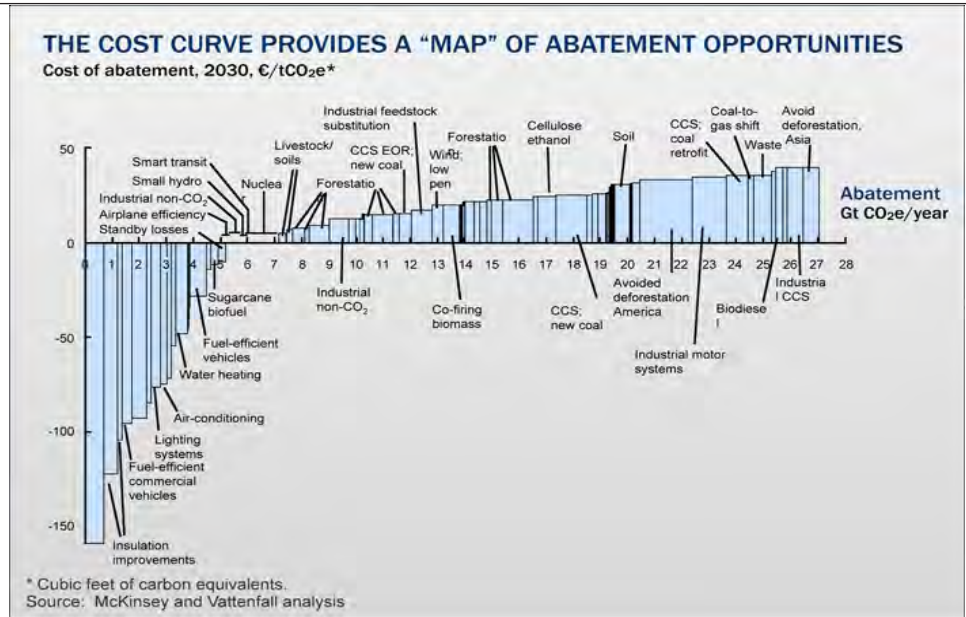 THE COST CURVE PROVIDES A “MAP” OF ABATEMENT OPPORTUNITIES
Cost of abatement, 2030, €/tCO₂e*
50
0
-50
-100
-150
0 1 2 3 4 5 6 7 8 9 10 11 12 13 14 15 16 17 18 19 20 21 22 23 24 25 26 27 28
Abatement
Gt CO₂e/year
Smart transit
Small hydro
Industrial non-CO₂
Airplane efficiency
Standby losses
Nuclea
r
Livestock/
soils
Forestatio
Industrial feedstock
substitution
CCS EOR;
new coal
Wind;
low
pen
Forestatio
n
Cellulose
ethanol
Soil
CCS;
coal
retrofit
Coal-to-
gas shift
Waste
Avoid
deforestation,
Asia
Sugarcane
biofuel
Fuel-efficient
vehicles
Water heating
Air-conditioning
Lighting
systems
Fuel-efficient
commercial
vehicles
Insulation
improvements
Industrial
non-CO₂
Co-firing
biomass
CCS;
new coal
Avoided
deforestation
America
Industrial motor
systems
Biodiese
l
Industria
l CCS
* Cubic feet of carbon equivalents.
Source: McKinsey and Vattenfall analysis